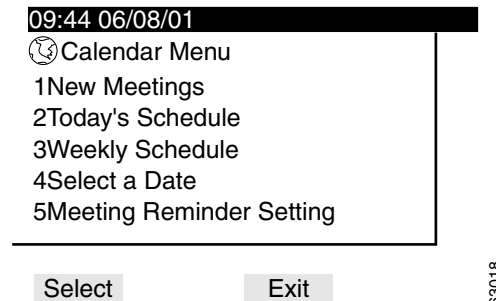 09:44 06/08/01
Calendar Menu
1New Meetings
2Today's Schedule
3Weekly Schedule
4Select a Date
5Meeting Reminder Setting
Select Exit